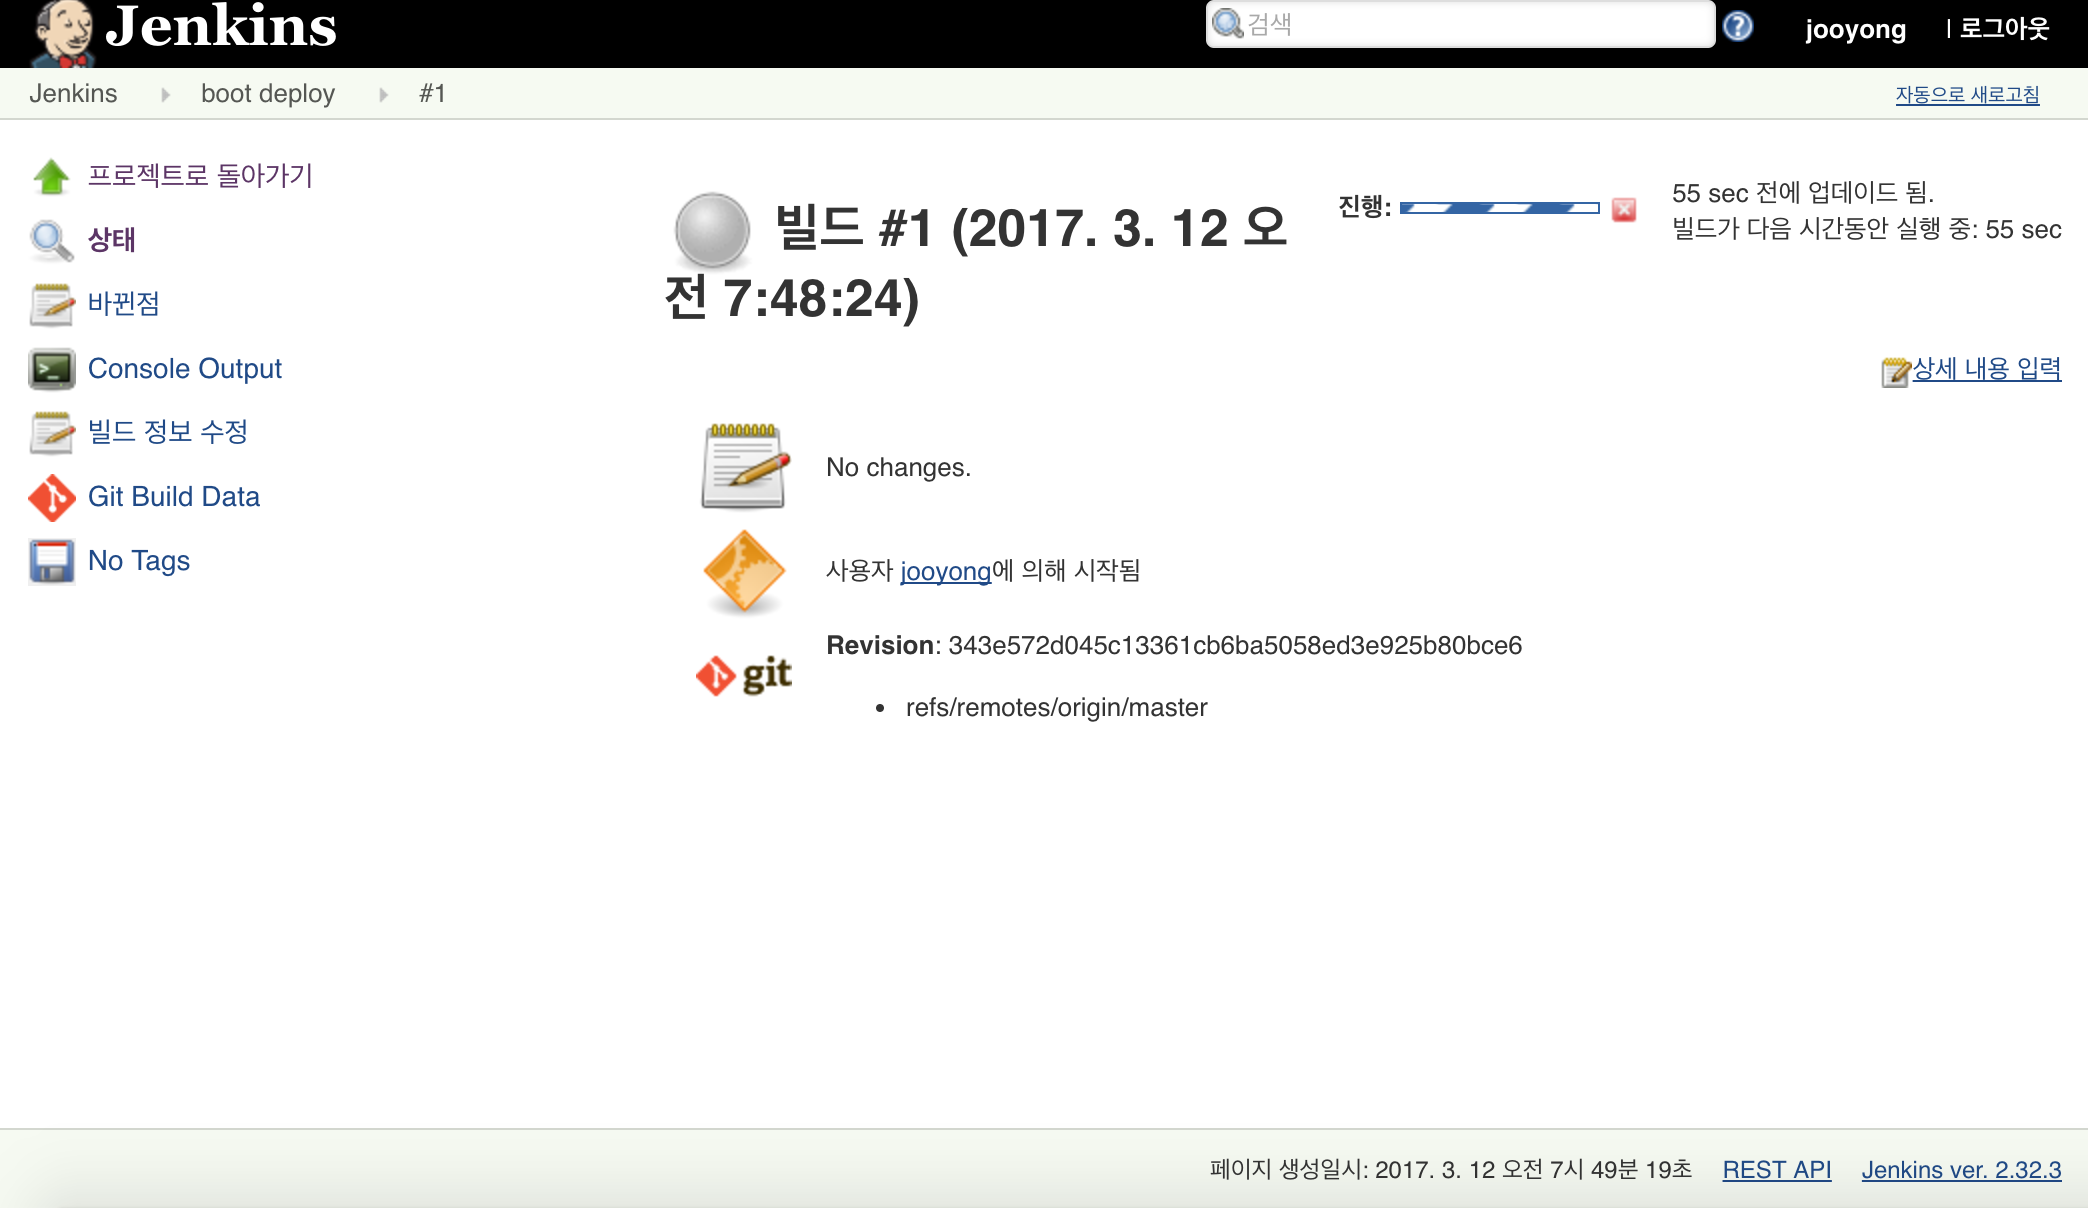 Jenkins
검색
jooyong
| 로그아웃
Jenkins
boot deploy
#1
자동으로 새로고침
프로젝트로 돌아가기
상태
바뀐점
Console Output
빌드 정보 수정
Git Build Data
No Tags
빌드 #1 (2017. 3. 12 오
전 7:48:24)
진행:
55 sec 전에 업데이드 됨.
빌드가 다음 시간동안 실행 중: 55 sec
상세 내용 입력
No changes.
사용자 jooyong에 의해 시작됨
git
Revision: 343e572d045c13361cb6ba5058ed3e925b80bce6
• refs/remotes/origin/master
페이지 생성일시: 2017. 3. 12 오전 7시 49분 19초
REST API
Jenkins ver. 2.32.3